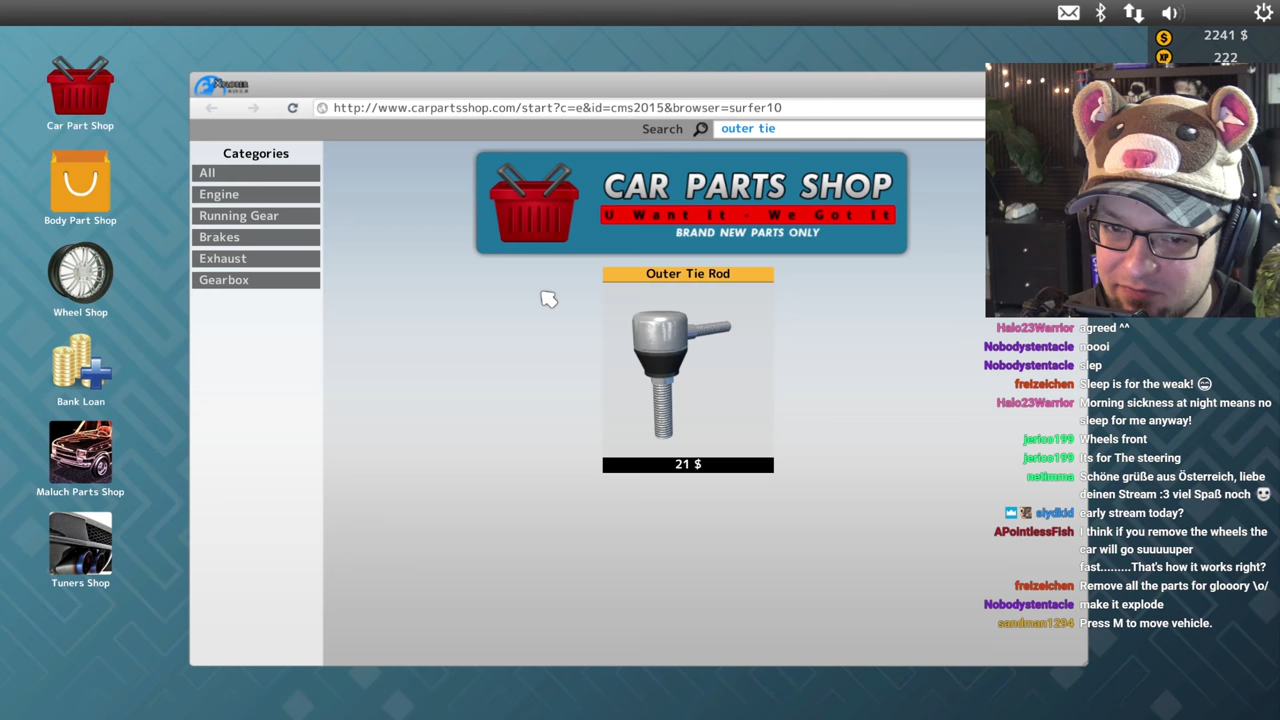 2241 $
222
Car Part Shop
Body Part Shop
Wheel Shop
Bank Loan
Maluch Parts Shop
Tuners Shop
http://www.carpartsshop.com/start?c=e&id=cms2015&browser=surfer10
Search outer tie
Categories
All
Engine
Running Gear
Brakes
Exhaust
Gearbox
CAR PARTS SHOP
U Want It - We Got It
BRAND NEW PARTS ONLY
Outer Tie Rod
21 $
Halo23Warrior agreed ^^
Nobodystentacle noooi
Nobodystentacle slep
freizeichen Sleep is for the weak!
Halo23Warrior Morning sickness at night means no
sleep for me anyway!
jerico199 Wheels front
jerico199 Its for The steering
netimma Schöne grüße aus Österreich, liebe
deinen Stream :3 viel Spaß noch
slydkid early stream today?
APointlessFish I think if you remove the wheels the
car will go suuuuuper
fast.........That's how it works right?
freizeichen Remove all the parts for glooory \o/
Nobodystentacle make it explode
sandman1294 Press M to move vehicle.